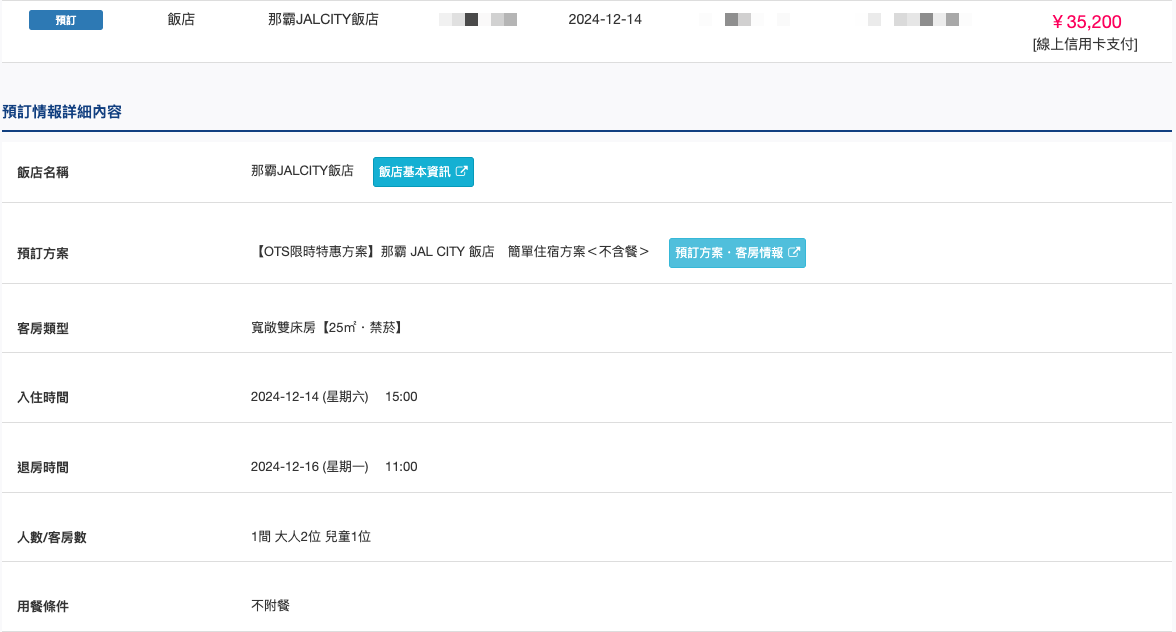 預訂 飯店 那霸JALCITY飯店 2024-12-14 ¥35,200
[線上信用卡支付]
預訂情報詳細內容
飯店名稱 那霸JALCITY飯店 飯店基本資訊
預訂方案 【OTS限時特惠方案】那霸 JAL CITY 飯店　簡單住宿方案＜不含餐＞ 預訂方案・客房情報
客房類型 寬敞雙床房【25㎡・禁菸】
入住時間 2024-12-14 (星期六) 15:00
退房時間 2024-12-16 (星期一) 11:00
人數/客房數 1間 大人2位 兒童1位
用餐條件 不附餐